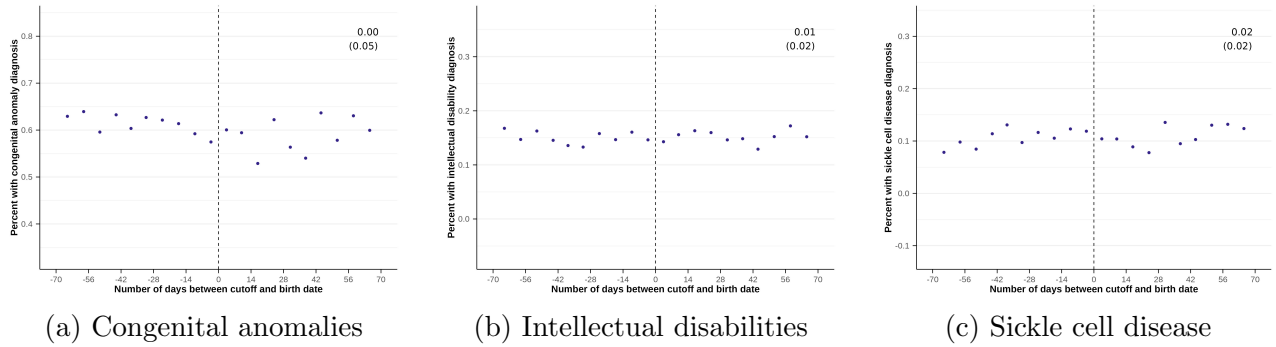 Percent with congenital anomaly diagnosis
0.8
0.7
0.6
0.5
0.4
0.00
(0.05)
-70 -56 -42 -28 -14 0 14 28 42 56 70
Number of days between cutoff and birth date
(a) Congenital anomalies
Percent with intellectual disability diagnosis
0.3
0.2
0.1
0.0
0.01
(0.02)
-70 -56 -42 -28 -14 0 14 28 42 56 70
Number of days between cutoff and birth date
(b) Intellectual disabilities
Percent with sickle cell disease diagnosis
0.3
0.2
0.1
0.0
-0.1
0.02
(0.02)
-70 -56 -42 -28 -14 0 14 28 42 56 70
Number of days between cutoff and birth date
(c) Sickle cell disease